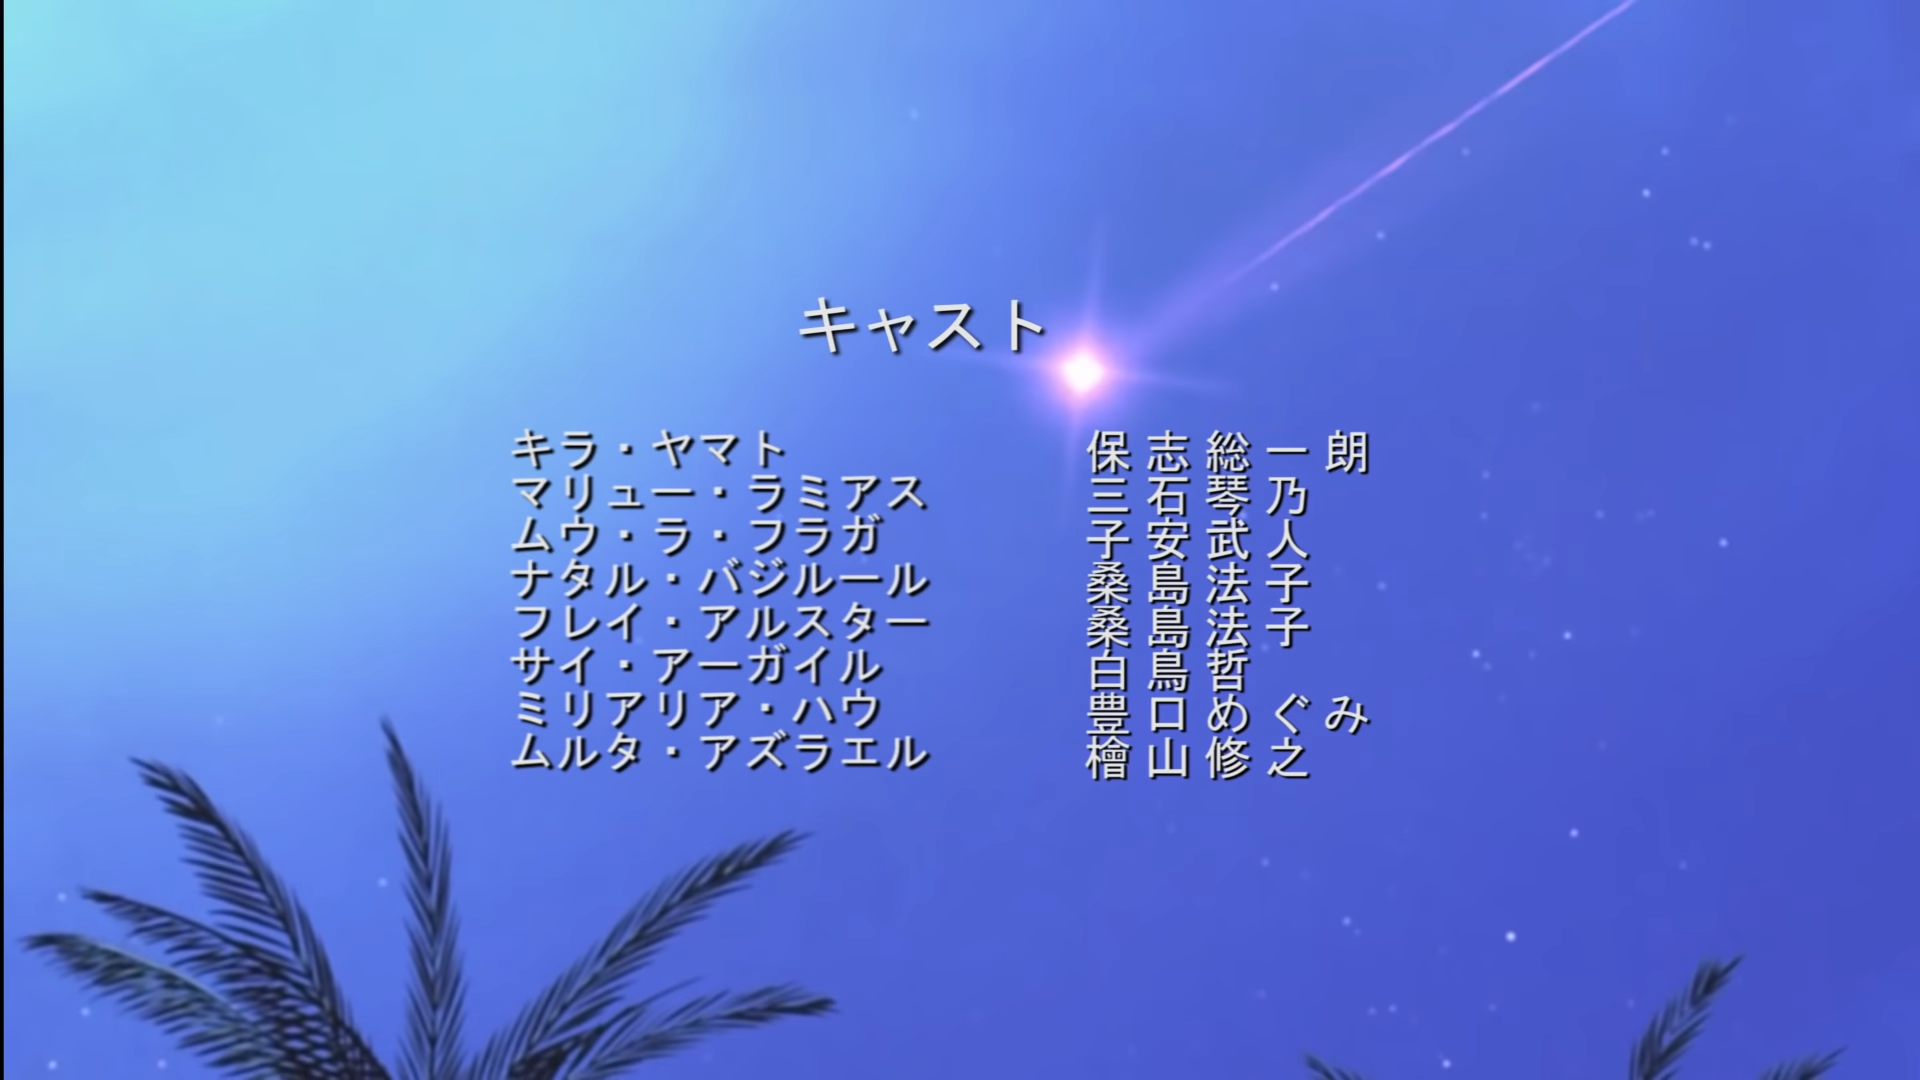 キャスト
キラ・ヤマト 保志総一朗
マリュー・ラミアス 三石琴乃
ムウ・ラ・フラガ 子安武人
ナタル・バジルール 桑島法子
フレイ・アルスター 桑島法子
サイ・アーガイル 白鳥哲
ミリアリア・ハウ 豊口めぐみ
ムルタ・アズラエル 檜山修之